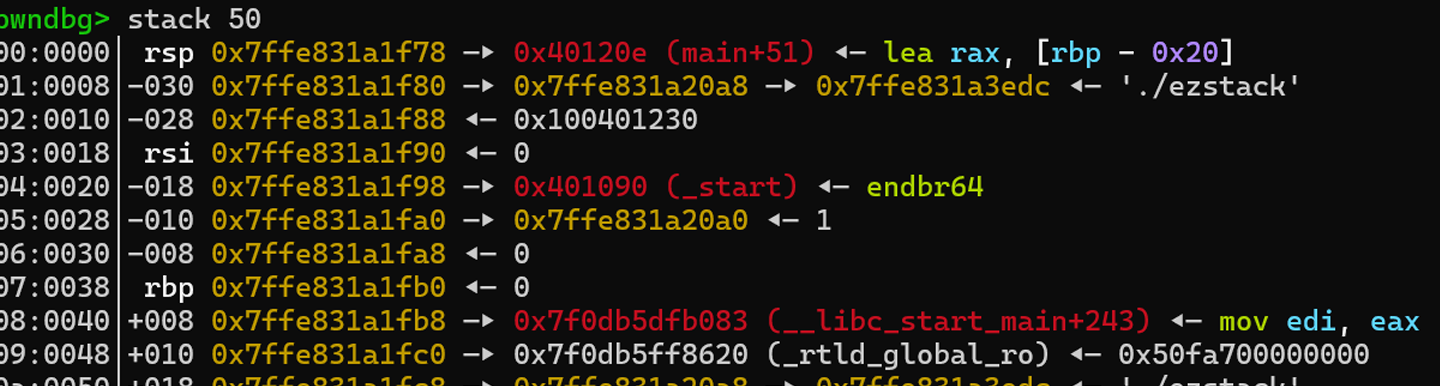 pwndbg> stack 50
00:0000│ rsp 0x7ffe831a1f78 —▸ 0x40120e (main+51) ◂— lea rax, [rbp - 0x20]
01:0008│-030 0x7ffe831a1f80 —▸ 0x7ffe831a20a8 —▸ 0x7ffe831a3edc ◂— './ezstack'
02:0010│-028 0x7ffe831a1f88 ◂— 0x100401230
03:0018│ rsi 0x7ffe831a1f90 ◂— 0
04:0020│-018 0x7ffe831a1f98 —▸ 0x401090 (_start) ◂— endbr64
05:0028│-010 0x7ffe831a1fa0 —▸ 0x7ffe831a20a0 ◂— 1
06:0030│-008 0x7ffe831a1fa8 ◂— 0
07:0038│ rbp 0x7ffe831a1fb0 ◂— 0
08:0040│+008 0x7ffe831a1fb8 —▸ 0x7f0db5dfb083 (__libc_start_main+243) ◂— mov edi, eax
09:0048│+010 0x7ffe831a1fc0 —▸ 0x7f0db5ff8620 (_rtld_global_ro) ◂— 0x50fa700000000